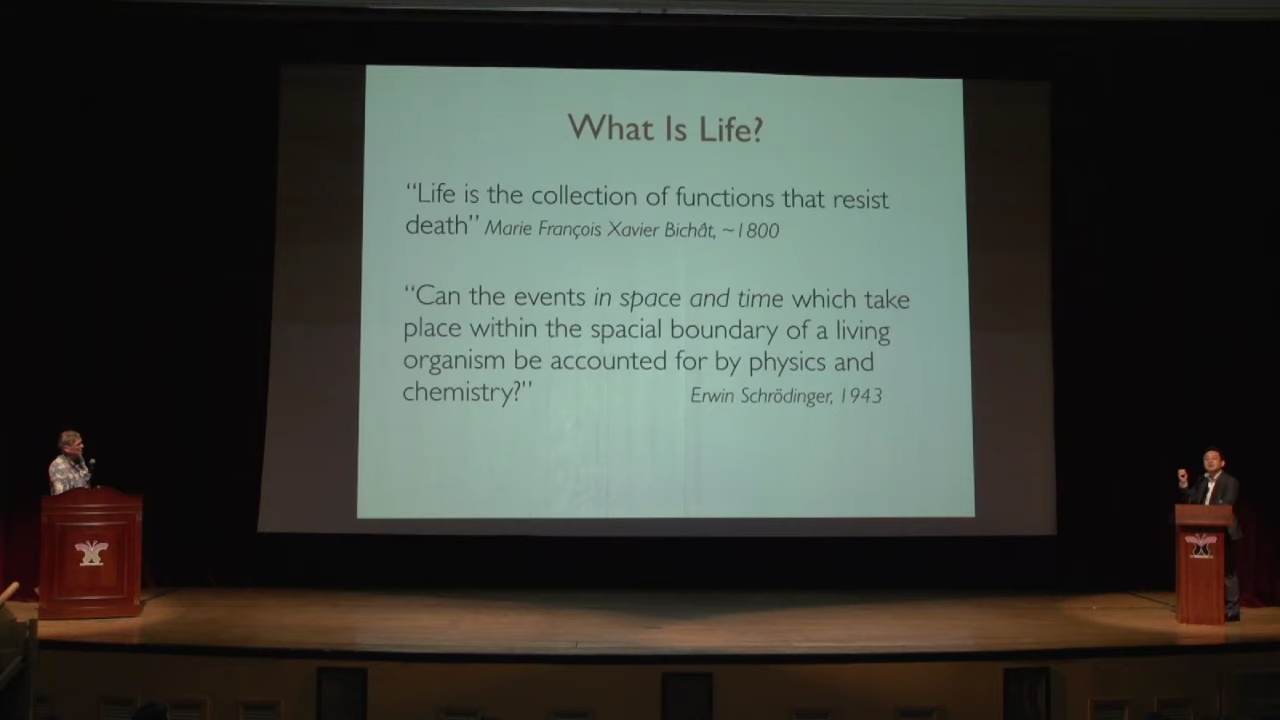 What Is Life?
“Life is the collection of functions that resist
death” Marie François Xavier Bichât, ~1800
“Can the events in space and time which take
place within the spacial boundary of a living
organism be accounted for by physics and
chemistry?” Erwin Schrödinger, 1943